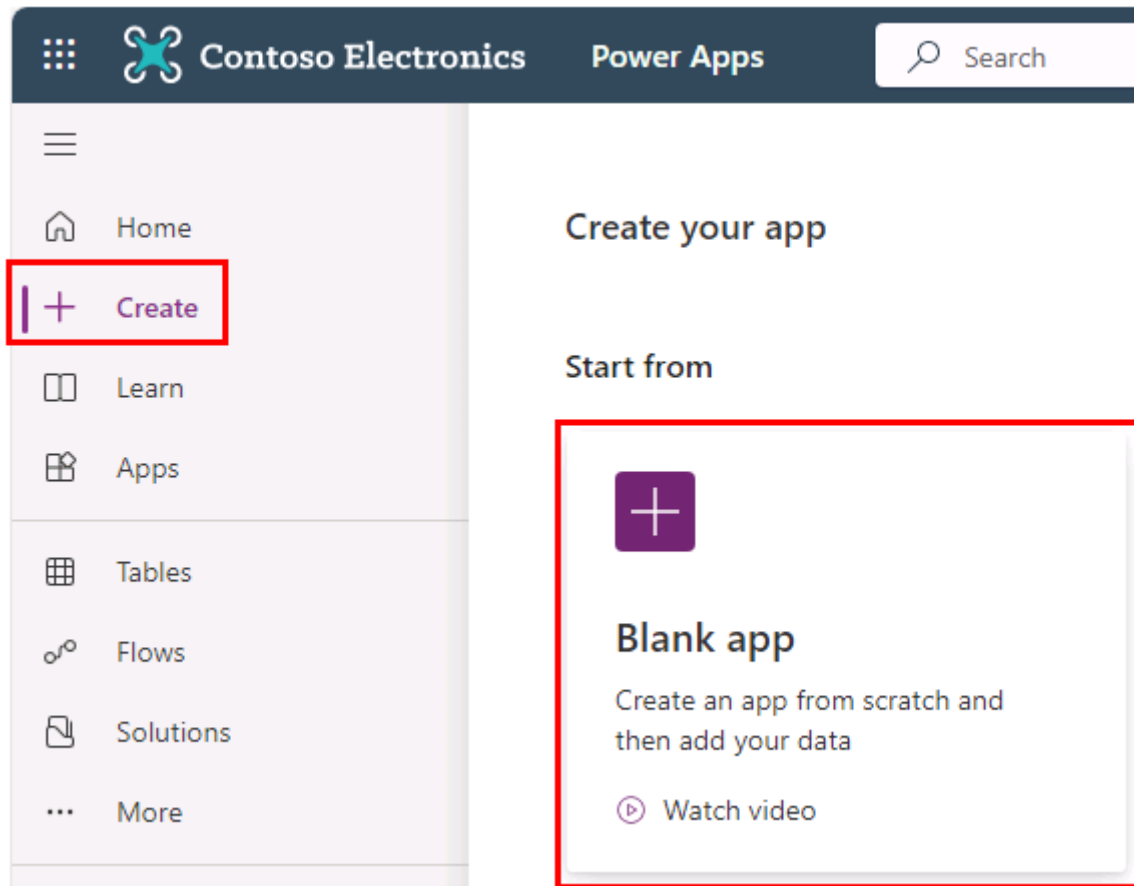 Contoso Electronics Power Apps Search
Home
Create
Learn
Apps
Tables
Flows
Solutions
More
Create your app
Start from
Blank app
Create an app from scratch and
then add your data
Watch video